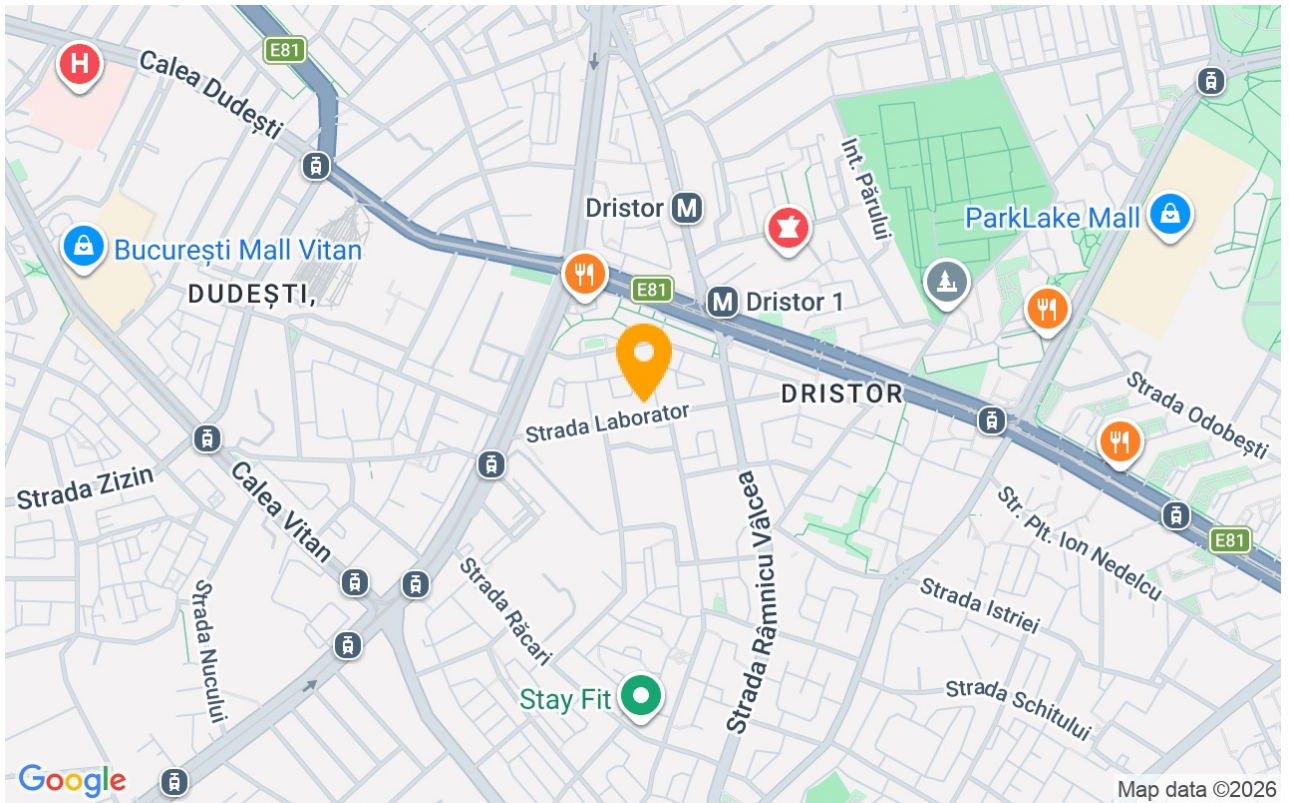 E81
H
Calea Dudești
Int. Părului
Dristor M
ParkLake Mall
București Mall Vitan
DUDEȘTI,
E81
M Dristor 1
DRISTOR
Strada Odobești
Strada Laborator
Strada Zizin
Calea Vitan
Strada Râmnicu Vâlcea
Str. Plt. Ion Nedelcu
E81
Strada Nucului
Strada Răcari
Strada Istriei
Stay Fit
Strada Schitului
Google
Map data ©2026